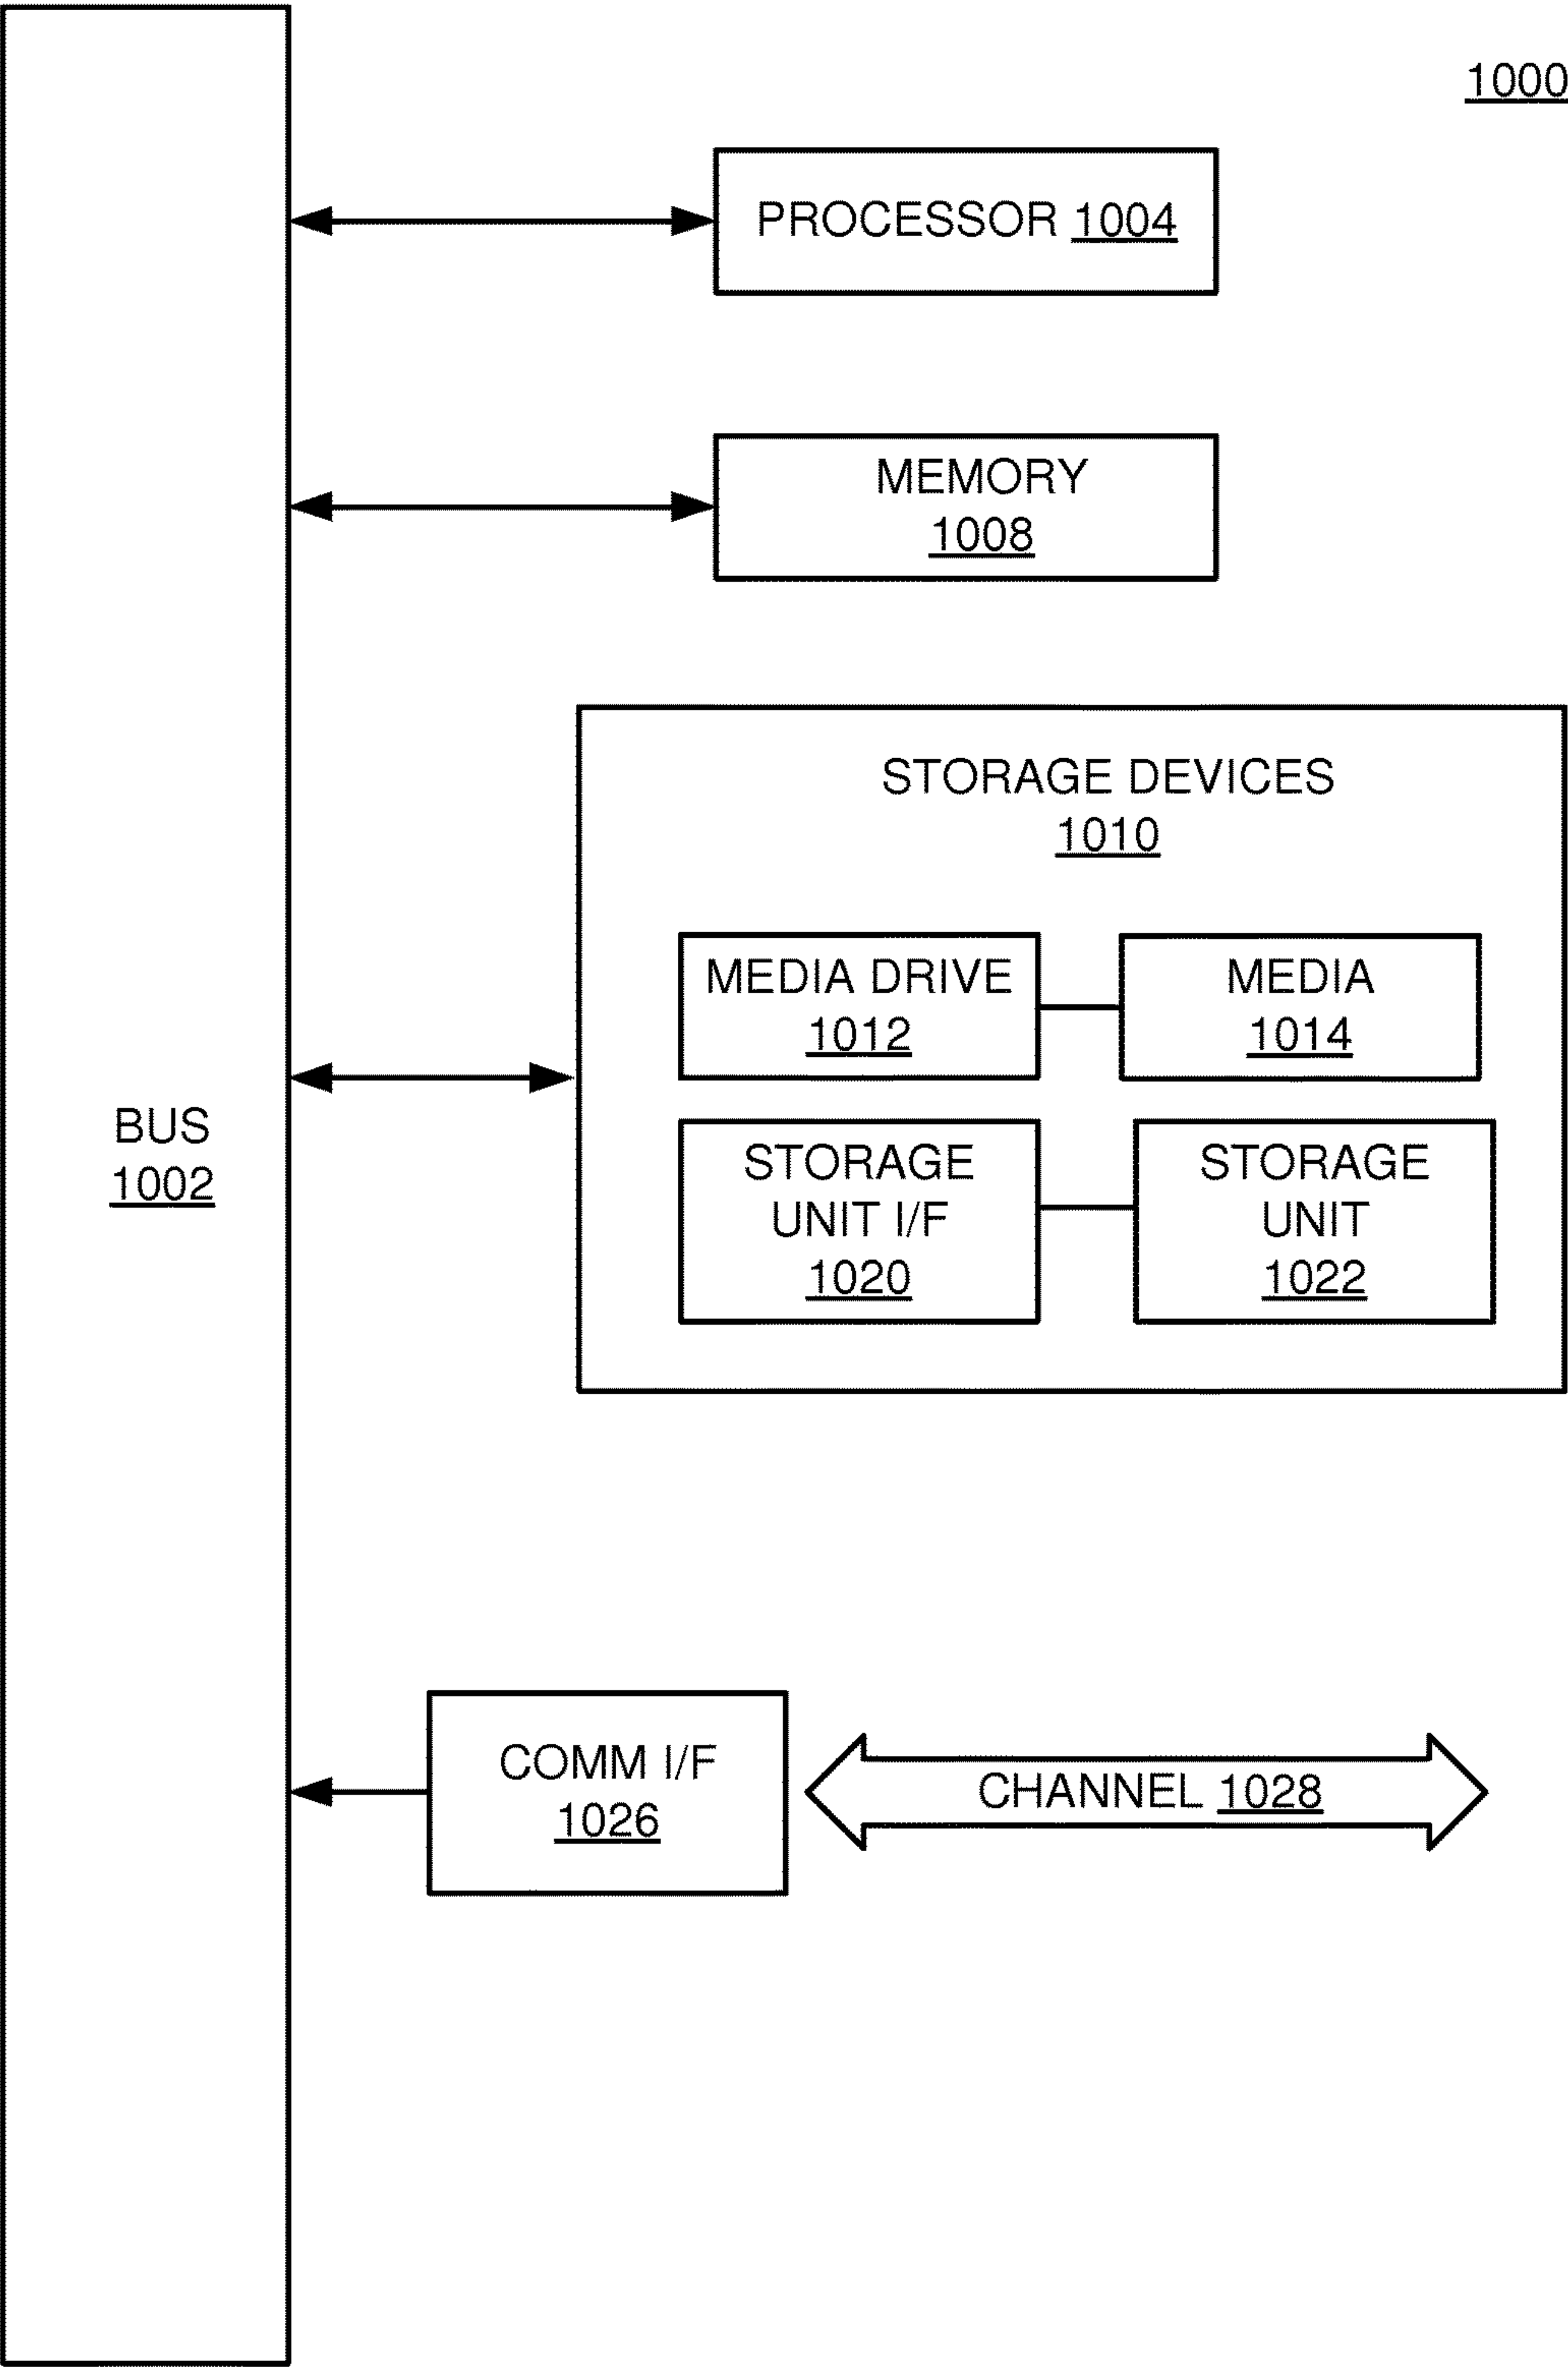 1000
PROCESSOR 1004
MEMORY
1008
STORAGE DEVICES
1010
MEDIA DRIVE
1012
MEDIA
1014
BUS
1002
STORAGE
UNIT I/F
1020
STORAGE
UNIT
1022
COMM I/F
1026
CHANNEL 1028